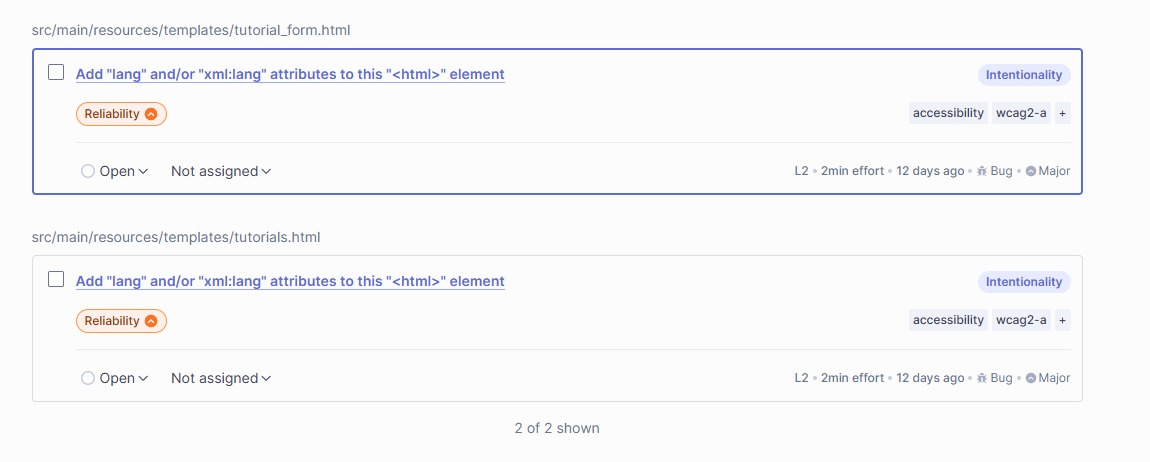 src/main/resources/templates/tutorial_form.html
Add "lang" and/or "xml:lang" attributes to this "<html>" element
Intentionality
Reliability
accessibility wcag2-a +
Open Not assigned
L2 • 2min effort • 12 days ago • Bug • Major
src/main/resources/templates/tutorials.html
Add "lang" and/or "xml:lang" attributes to this "<html>" element
Intentionality
Reliability
accessibility wcag2-a +
Open Not assigned
L2 • 2min effort • 12 days ago • Bug • Major
2 of 2 shown